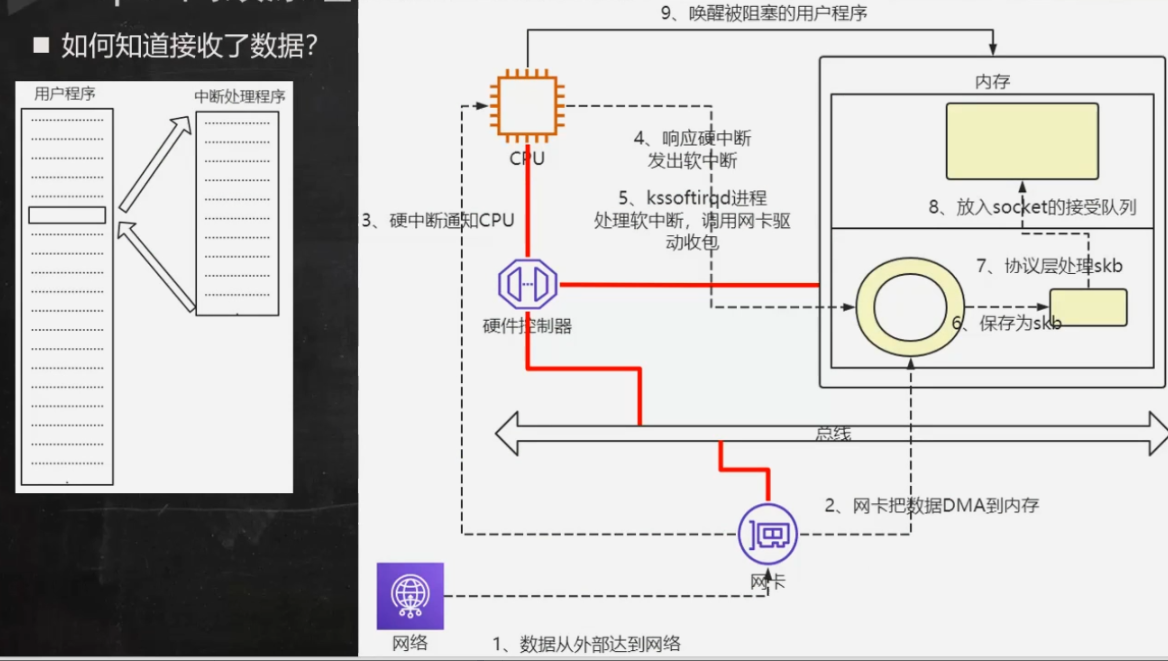 ■ 如何知道接收了数据?
用户程序
中断处理程序
9、唤醒被阻塞的用户程序
内存
CPU
4、响应硬中断
发出软中断
5、kssoftirqd进程
处理软中断，调用网卡驱
动收包
3、硬中断通知CPU
8、放入socket的接受队列
7、协议层处理skb
6、保存为skb
硬件控制器
总线
2、网卡把数据DMA到内存
网卡
网络
1、数据从外部达到网络